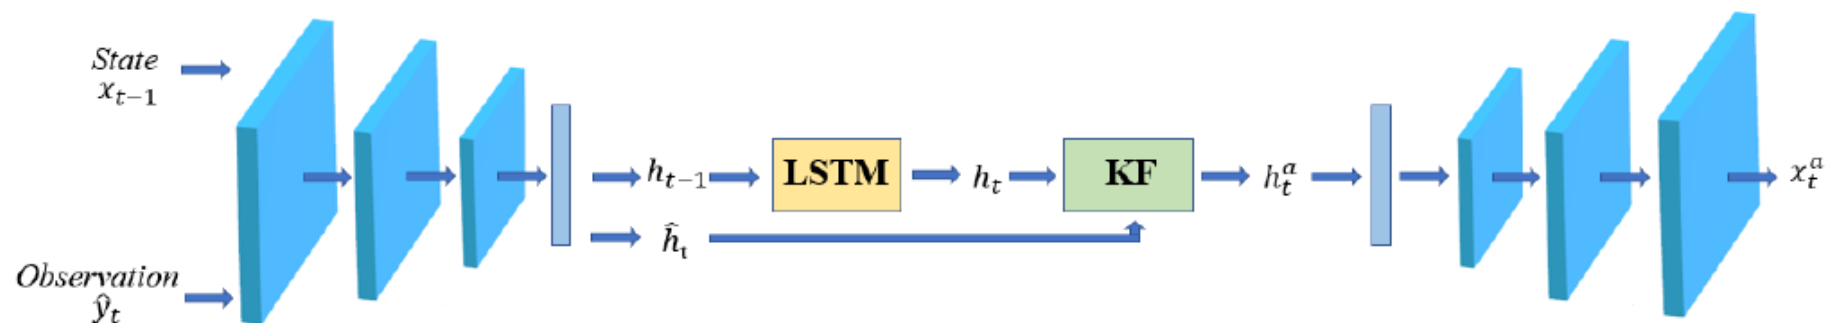 State
x_{t−1}
Observation
ŷ_t
h_{t−1}
ĥ_t
LSTM
h_t
KF
h_t^a
x_t^a